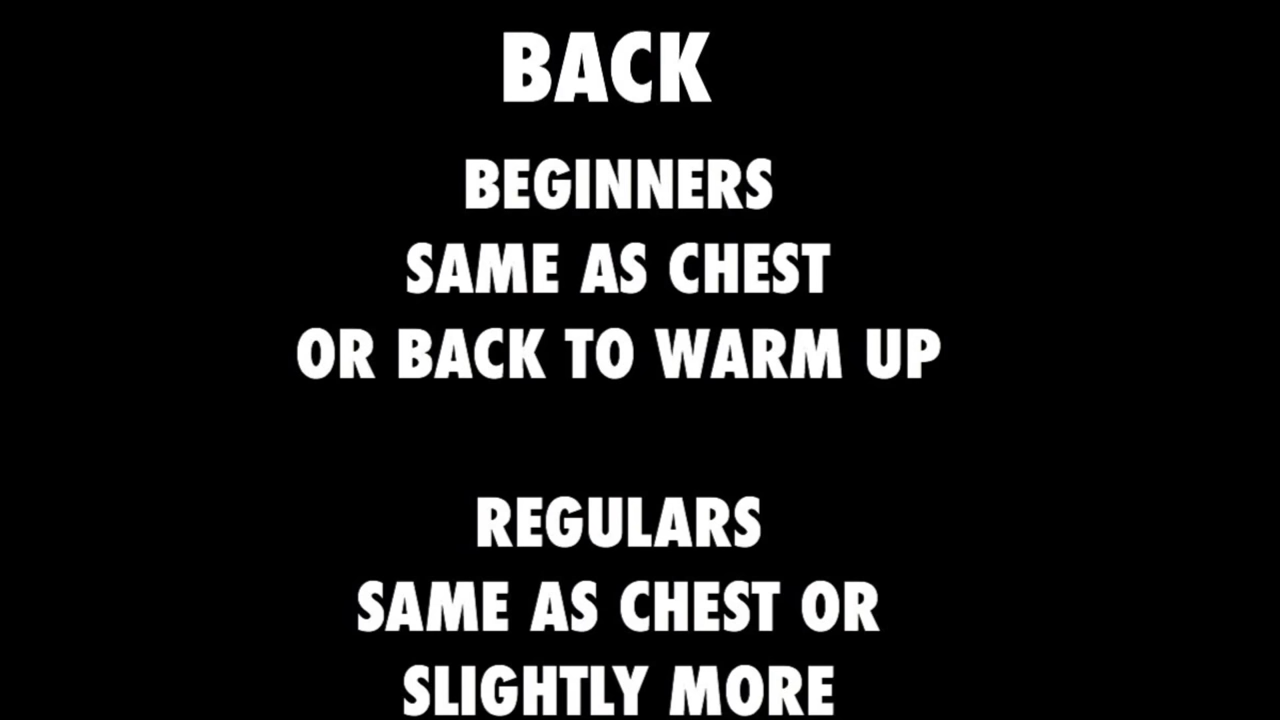 BACK
BEGINNERS
SAME AS CHEST
OR BACK TO WARM UP
REGULARS
SAME AS CHEST OR
SLIGHTLY MORE